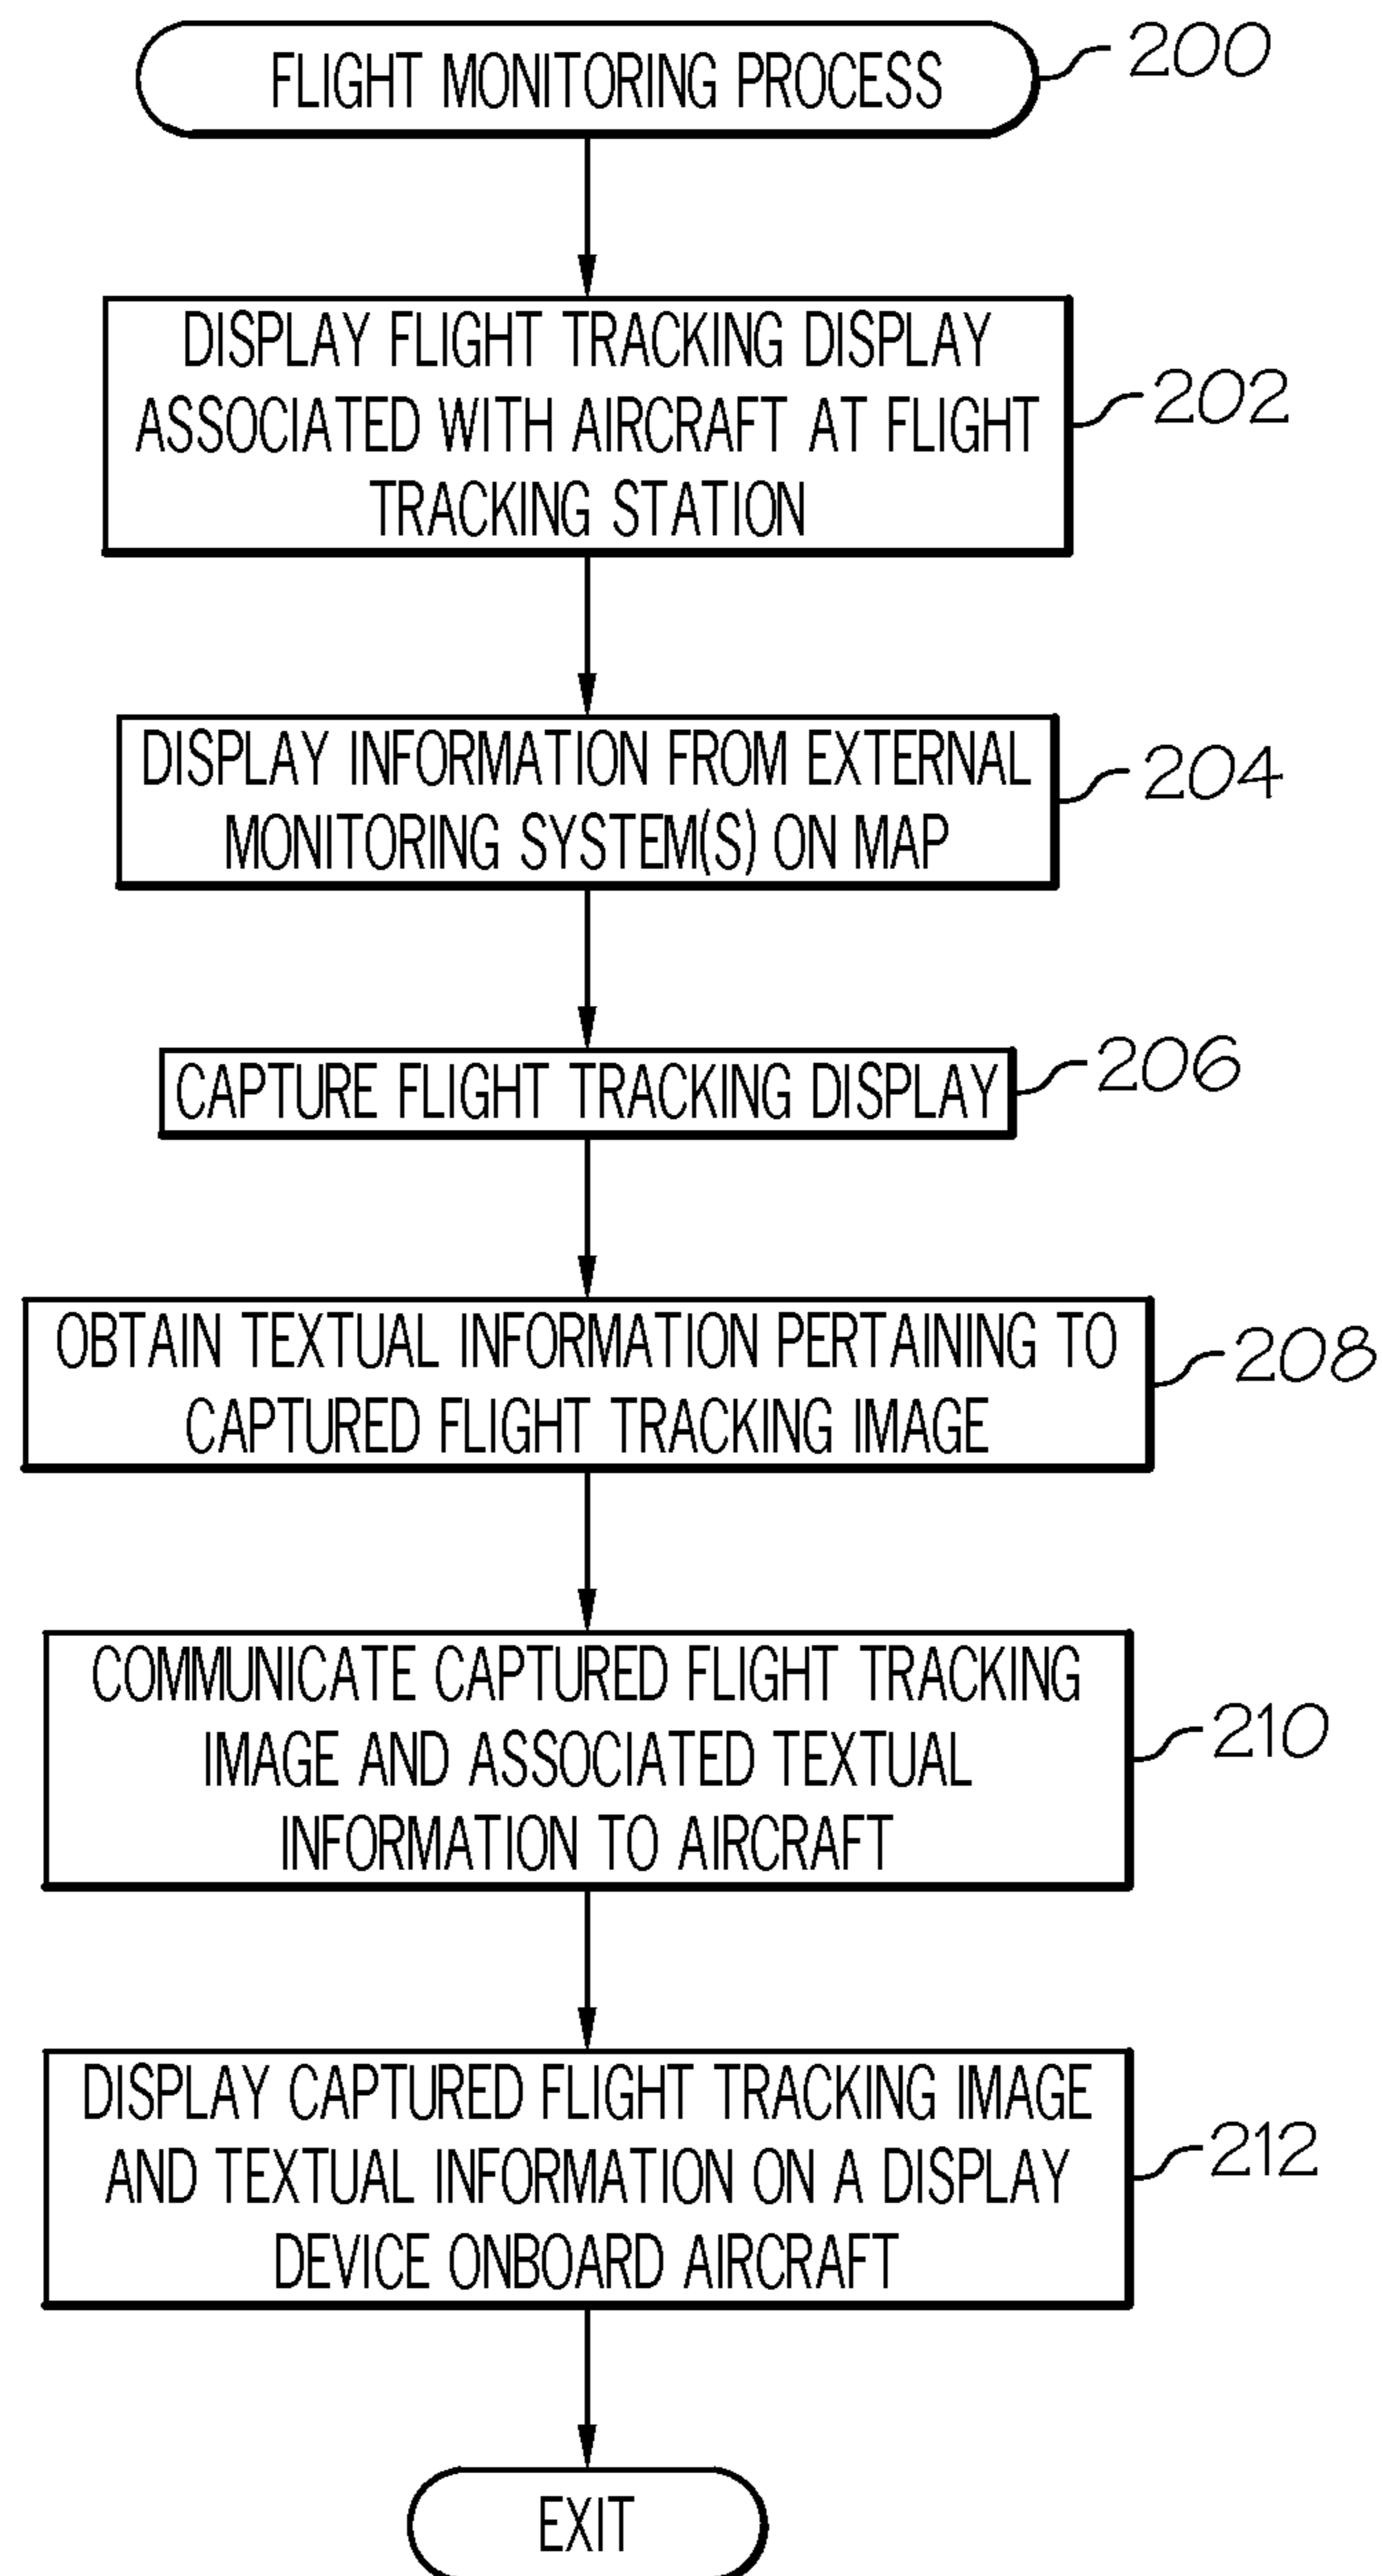 FLIGHT MONITORING PROCESS
200
DISPLAY FLIGHT TRACKING DISPLAY
ASSOCIATED WITH AIRCRAFT AT FLIGHT
TRACKING STATION
202
DISPLAY INFORMATION FROM EXTERNAL
MONITORING SYSTEM(S) ON MAP
204
CAPTURE FLIGHT TRACKING DISPLAY
206
OBTAIN TEXTUAL INFORMATION PERTAINING TO
CAPTURED FLIGHT TRACKING IMAGE
208
COMMUNICATE CAPTURED FLIGHT TRACKING
IMAGE AND ASSOCIATED TEXTUAL
INFORMATION TO AIRCRAFT
210
DISPLAY CAPTURED FLIGHT TRACKING IMAGE
AND TEXTUAL INFORMATION ON A DISPLAY
DEVICE ONBOARD AIRCRAFT
212
EXIT